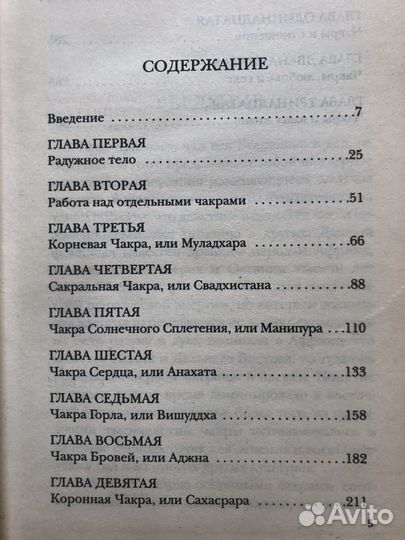 СОДЕРЖАНИЕ
Введение 7
ГЛАВА ПЕРВАЯ
Радужное тело 25
ГЛАВА ВТОРАЯ
Работа над отдельными чакрами 51
ГЛАВА ТРЕТЬЯ
Корневая Чакра, или Муладхара 66
ГЛАВА ЧЕТВЕРТАЯ
Сакральная Чакра, или Свадхистана 88
ГЛАВА ПЯТАЯ
Чакра Солнечного Сплетения, или Манипура 110
ГЛАВА ШЕСТАЯ
Чакра Сердца, или Анахата 133
ГЛАВА СЕДЬМАЯ
Чакра Горла, или Вишуддха 158
ГЛАВА ВОСЬМАЯ
Чакра Бровей, или Аджна 182
ГЛАВА ДЕВЯТАЯ
Коронная Чакра, или Сахасрара 211
5
Avito